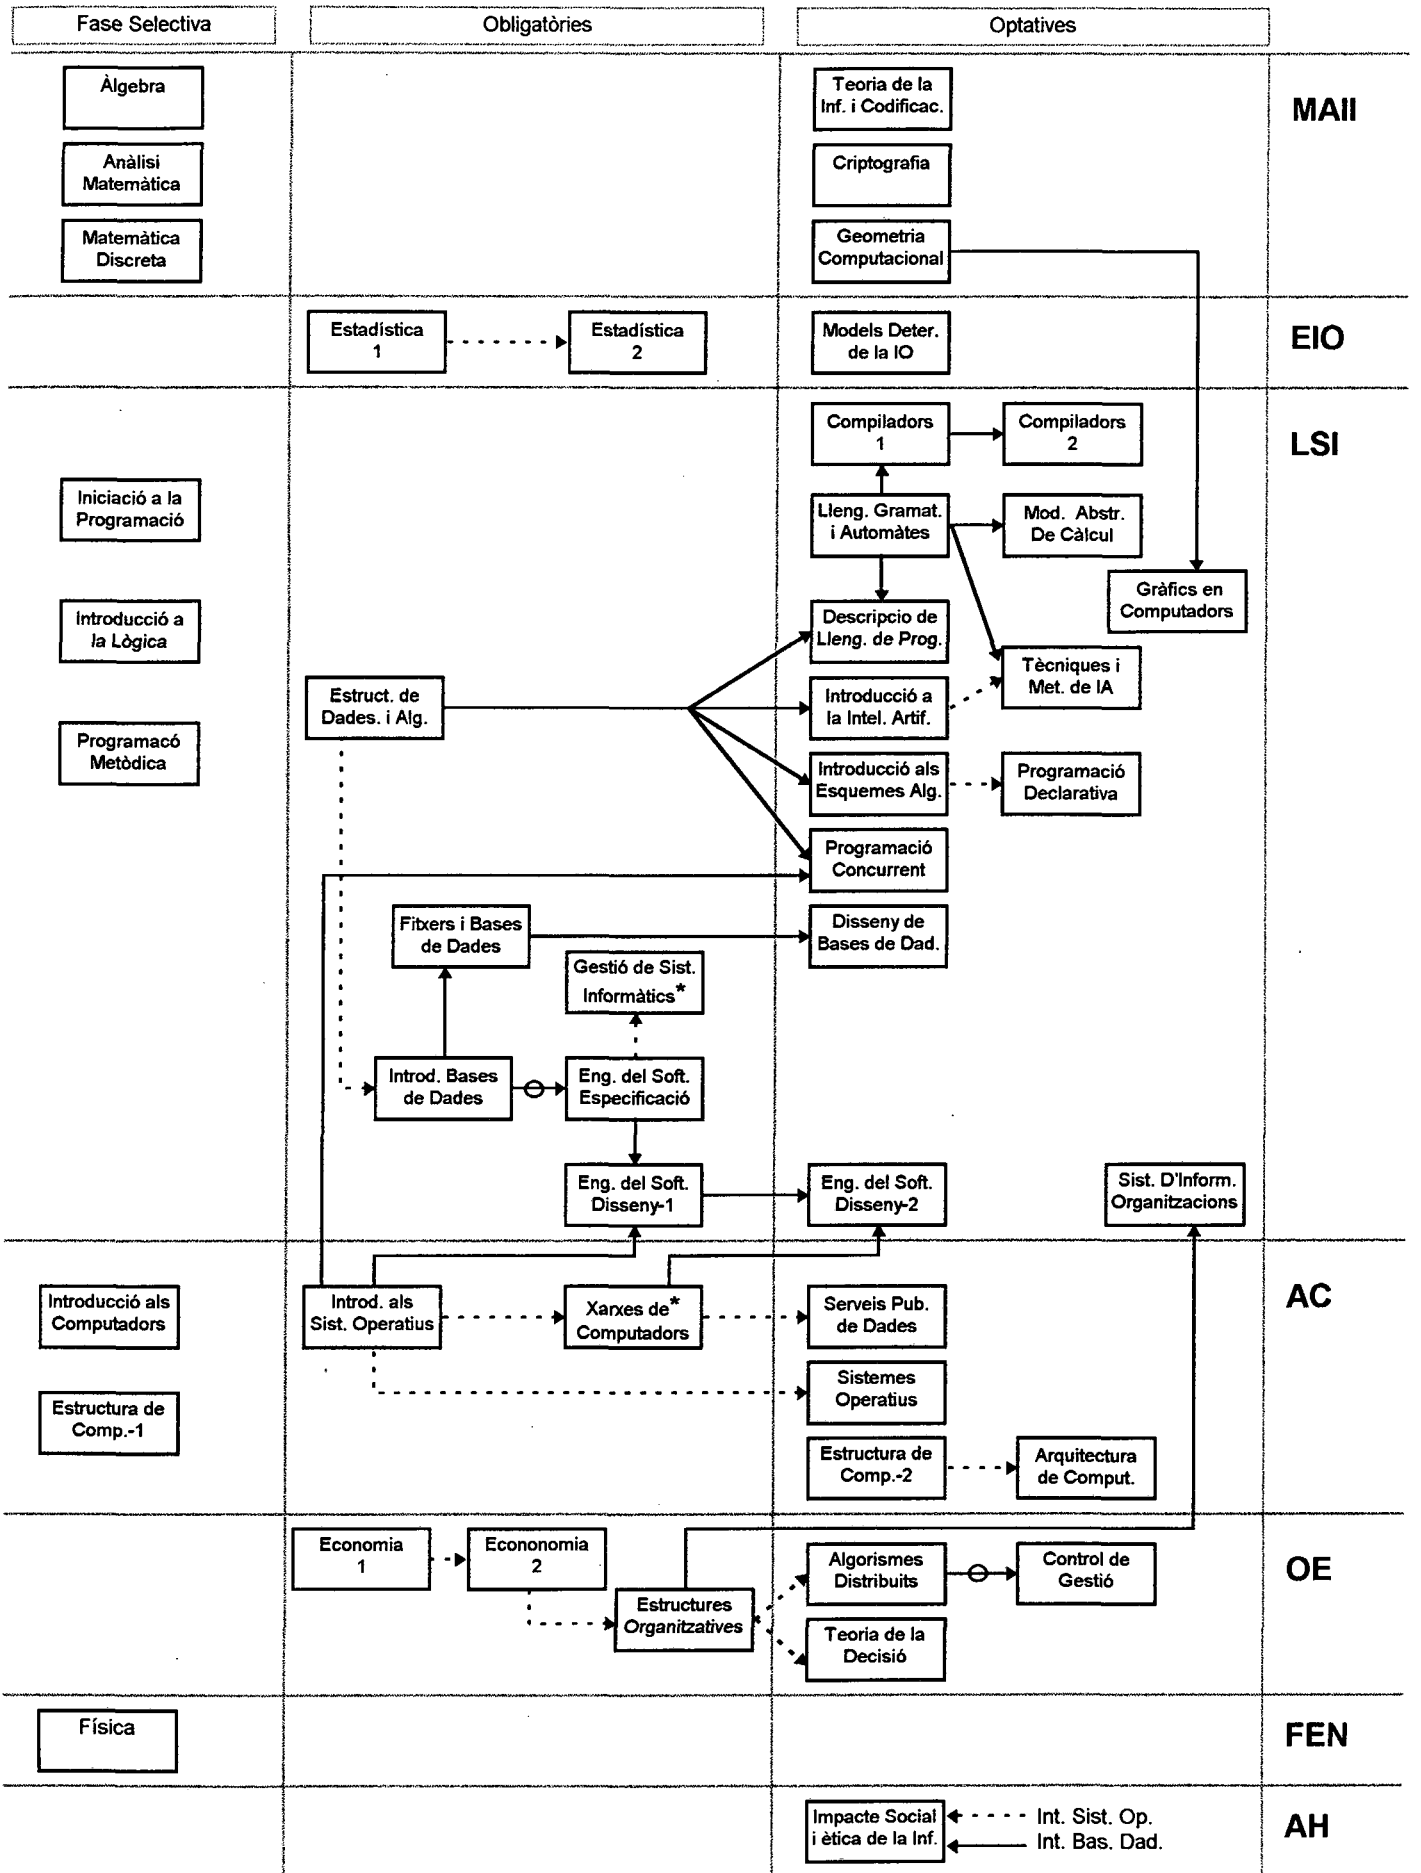 Fase Selectiva
Obligatòries
Optatives
Àlgebra
Teoria de la
Inf. i Codificac.
MAII
Anàlisi
Matemàtica
Criptografia
Matemàtica
Discreta
Geometria
Computacional
Estadística
1
Estadística
2
Models Deter.
de la IO
EIO
Compiladors
1
Compiladors
2
LSI
Iniciació a la
Programació
Lleng. Gramat.
i Automàtes
Mod. Abstr.
De Càlcul
Gràfics en
Computadors
Introducció a
la Lògica
Descripcio de
Lleng. de Prog.
Tècniques i
Met. de IA
Estruct. de
Dades. i Alg.
Introducció a
la Intel. Artif.
Programacó
Metòdica
Introducció als
Esquemes Alg.
Programació
Declarativa
Programació
Concurrent
Fitxers i Bases
de Dades
Disseny de
Bases de Dad.
Gestió de Sist.
Informàtics*
Introd. Bases
de Dades
Eng. del Soft.
Especificació
Eng. del Soft.
Disseny-1
Eng. del Soft.
Disseny-2
Sist. D'Inform.
Organitzacions
Introducció als
Computadors
Introd. als
Sist. Operatius
Xarxes de*
Computadors
Serveis Pub.
de Dades
AC
Sistemes
Operatius
Estructura de
Comp.-1
Estructura de
Comp.-2
Arquitectura
de Comput.
Economia
1
Econonomia
2
Algorismes
Distribuits
Control de
Gestió
OE
Estructures
Organitzatives
Teoria de la
Decisió
Física
FEN
Impacte Social
i ètica de la Inf.
Int. Sist. Op.
Int. Bas. Dad.
AH